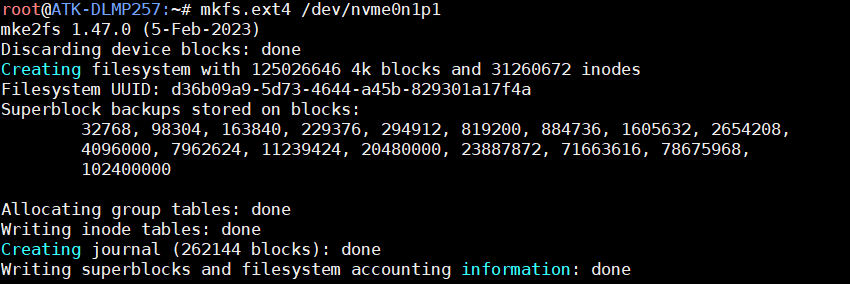 root@ATK-DLMP257:~# mkfs.ext4 /dev/nvme0n1p1
mke2fs 1.47.0 (5-Feb-2023)
Discarding device blocks: done
Creating filesystem with 125026646 4k blocks and 31260672 inodes
Filesystem UUID: d36b09a9-5d73-4644-a45b-829301a17f4a
Superblock backups stored on blocks:
        32768, 98304, 163840, 229376, 294912, 819200, 884736, 1605632, 2654208,
        4096000, 7962624, 11239424, 20480000, 23887872, 71663616, 78675968,
        102400000

Allocating group tables: done
Writing inode tables: done
Creating journal (262144 blocks): done
Writing superblocks and filesystem accounting information: done